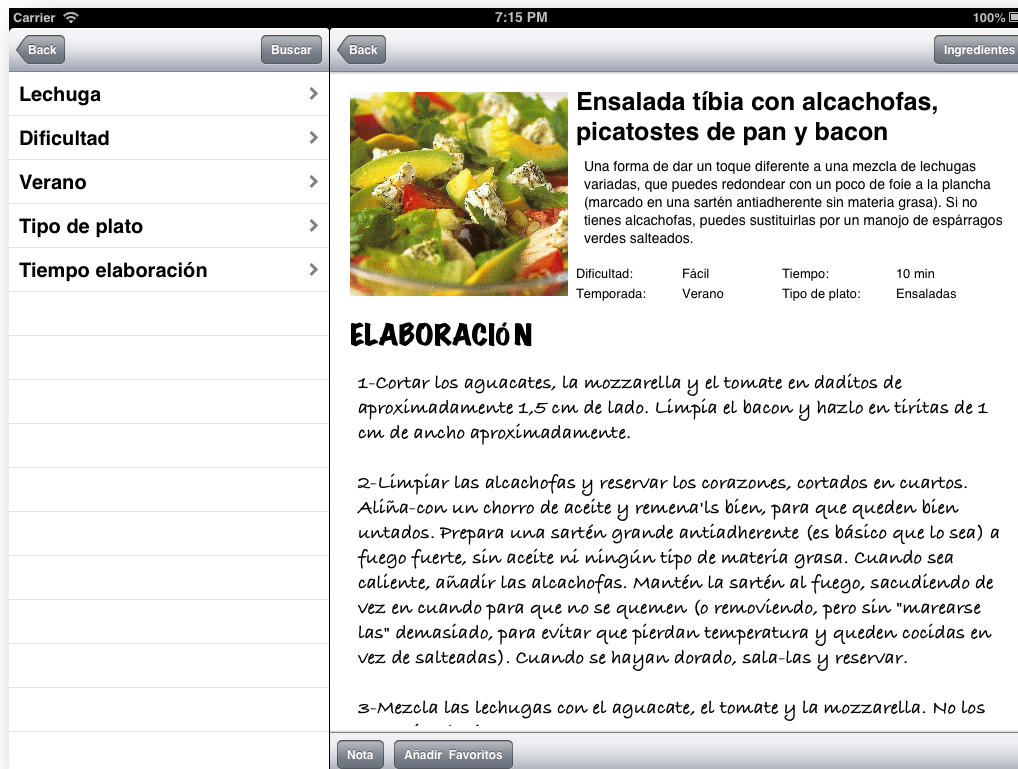 Carrier 7:15 PM 100%
Back Buscar Back Ingredientes
Lechuga
Dificultad
Verano
Tipo de plato
Tiempo elaboración
Ensalada tíbia con alcachofas,
picatostes de pan y bacon
Una forma de dar un toque diferente a una mezcla de lechugas
variadas, que puedes redondear con un poco de foie a la plancha
(marcado en una sartén antiadherente sin materia grasa). Si no
tienes alcachofas, puedes sustituirlas por un manojo de espárragos
verdes salteados.
Dificultad: Fácil Tiempo: 10 min
Temporada: Verano Tipo de plato: Ensaladas
ELABORACIÓN
1-Cortar los aguacates, la mozzarella y el tomate en daditos de
aproximadamente 1,5 cm de lado. Limpia el bacon y hazlo en tiritas de 1
cm de ancho aproximadamente.
2-Limpiar las alcachofas y reservar los corazones, cortados en cuartos.
Aliña-con un chorro de aceite y remena'ls bien, para que queden bien
untados. Prepara una sartén grande antiadherente (es básico que lo sea) a
fuego fuerte, sin aceite ni ningún tipo de materia grasa. Cuando sea
caliente, añadir las alcachofas. Mantén la sartén al fuego, sacudiendo de
vez en cuando para que no se quemen (o removiendo, pero sin "marearse
las" demasiado, para evitar que pierdan temperatura y queden cocidas en
vez de salteadas). Cuando se hayan dorado, sala-las y reservar.
3-Mezcla las lechugas con el aguacate, el tomate y la mozzarella. No los
Nota Añadir Favoritos